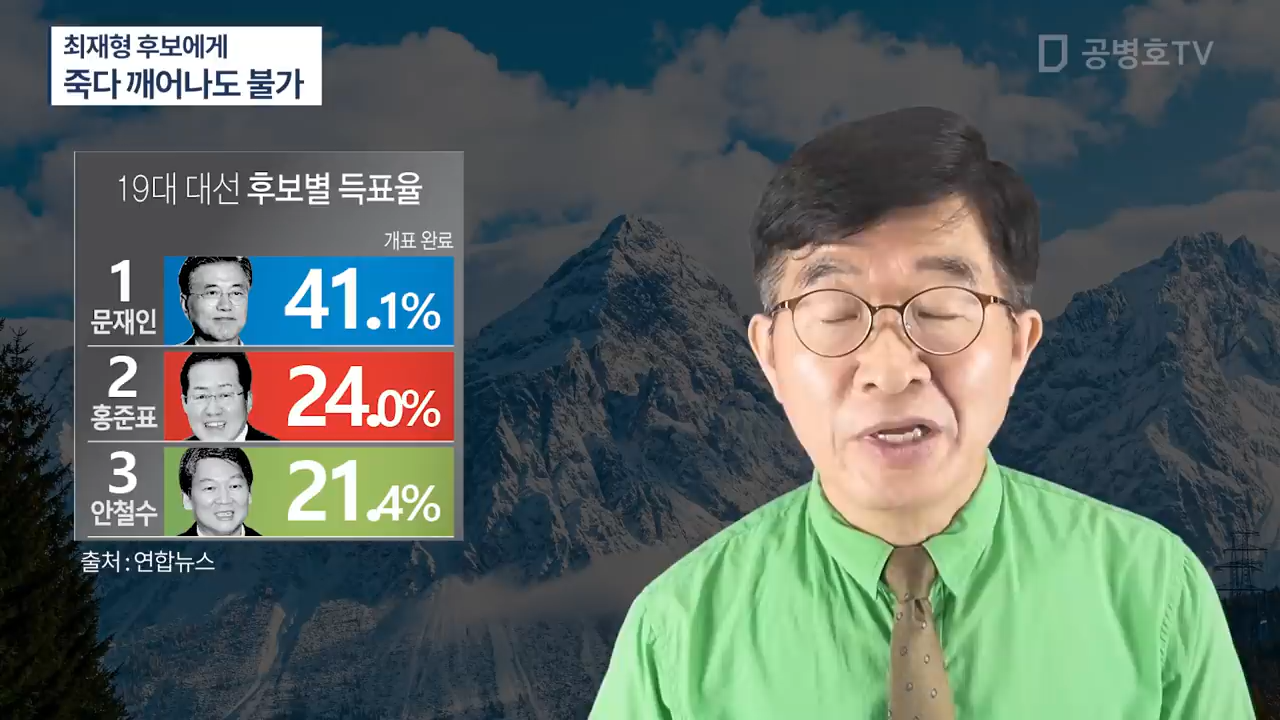 최재형 후보에게
죽다 깨어나도 불가
공병호TV
19대 대선 후보별 득표율
개표 완료
1
문재인
41.1%
2
홍준표
24.0%
3
안철수
21.4%
출처 : 연합뉴스